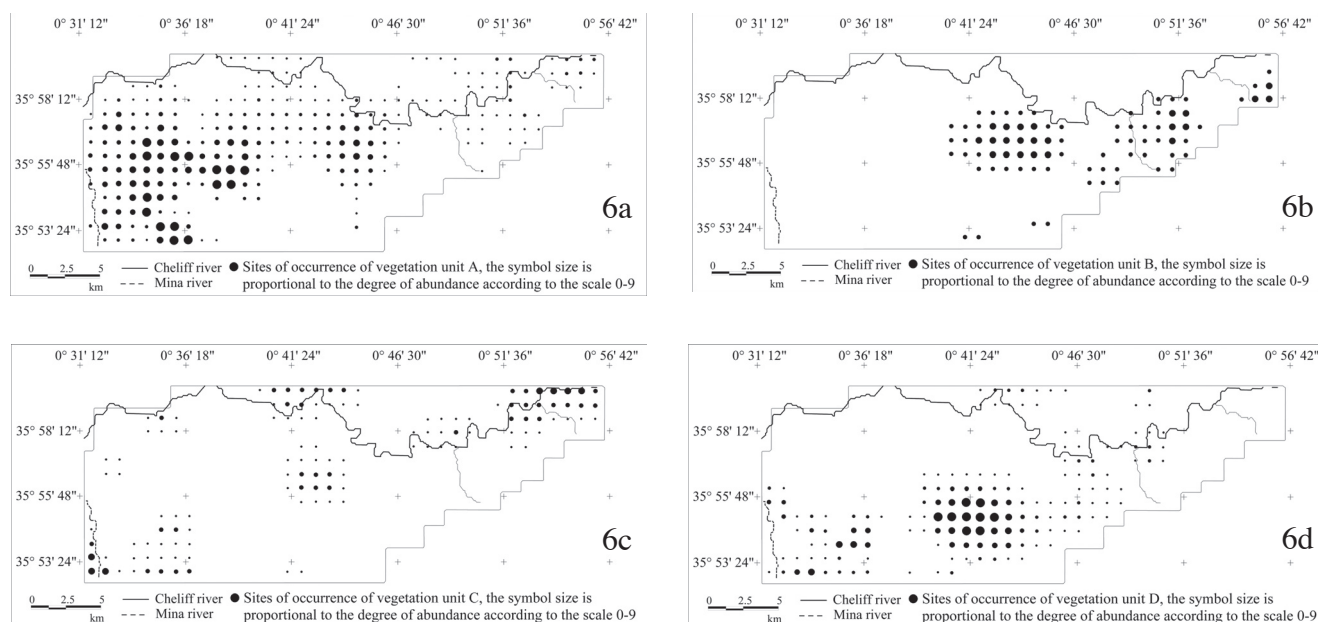 0° 31' 12" 0° 36' 18" 0° 41' 24" 0° 46' 30" 0° 51' 36" 0° 56' 42"
35° 58' 12"
35° 55' 48"
35° 53' 24"
6a
0 2.5 5
km
Cheliff river
Mina river
Sites of occurrence of vegetation unit A, the symbol size is
proportional to the degree of abundance according to the scale 0-9
0° 31' 12" 0° 36' 18" 0° 41' 24" 0° 46' 30" 0° 51' 36" 0° 56' 42"
35° 58' 12"
35° 55' 48"
35° 53' 24"
6b
0 2.5 5
km
Cheliff river
Mina river
Sites of occurrence of vegetation unit B, the symbol size is
proportional to the degree of abundance according to the scale 0-9
0° 31' 12" 0° 36' 18" 0° 41' 24" 0° 46' 30" 0° 51' 36" 0° 56' 42"
35° 58' 12"
35° 55' 48"
35° 53' 24"
6c
0 2.5 5
km
Cheliff river
Mina river
Sites of occurrence of vegetation unit C, the symbol size is
proportional to the degree of abundance according to the scale 0-9
0° 31' 12" 0° 36' 18" 0° 41' 24" 0° 46' 30" 0° 51' 36" 0° 56' 42"
35° 58' 12"
35° 55' 48"
35° 53' 24"
6d
0 2.5 5
km
Cheliff river
Mina river
Sites of occurrence of vegetation unit D, the symbol size is
proportional to the degree of abundance according to the scale 0-9